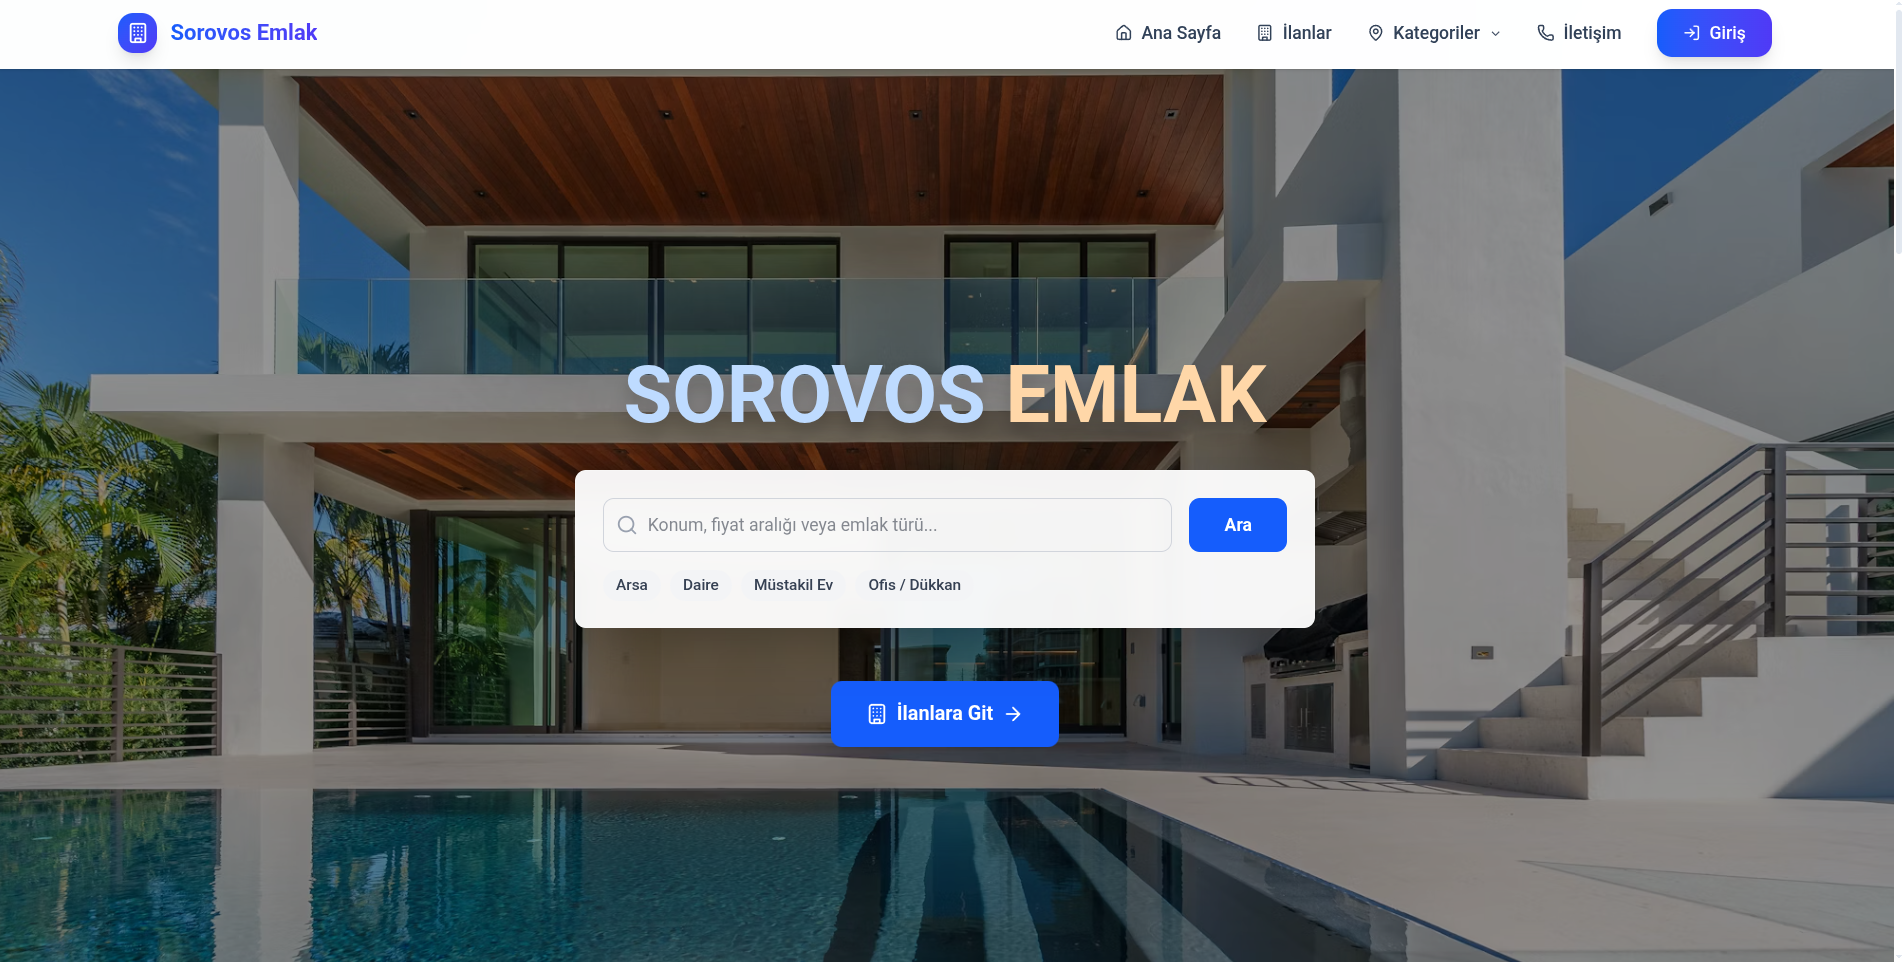 Sorovos Emlak
Ana Sayfa
İlanlar
Kategoriler
İletişim
Giriş
SOROVOS EMLAK
Konum, fiyat aralığı veya emlak türü...
Ara
Arsa
Daire
Müstakil Ev
Ofis / Dükkan
İlanlara Git